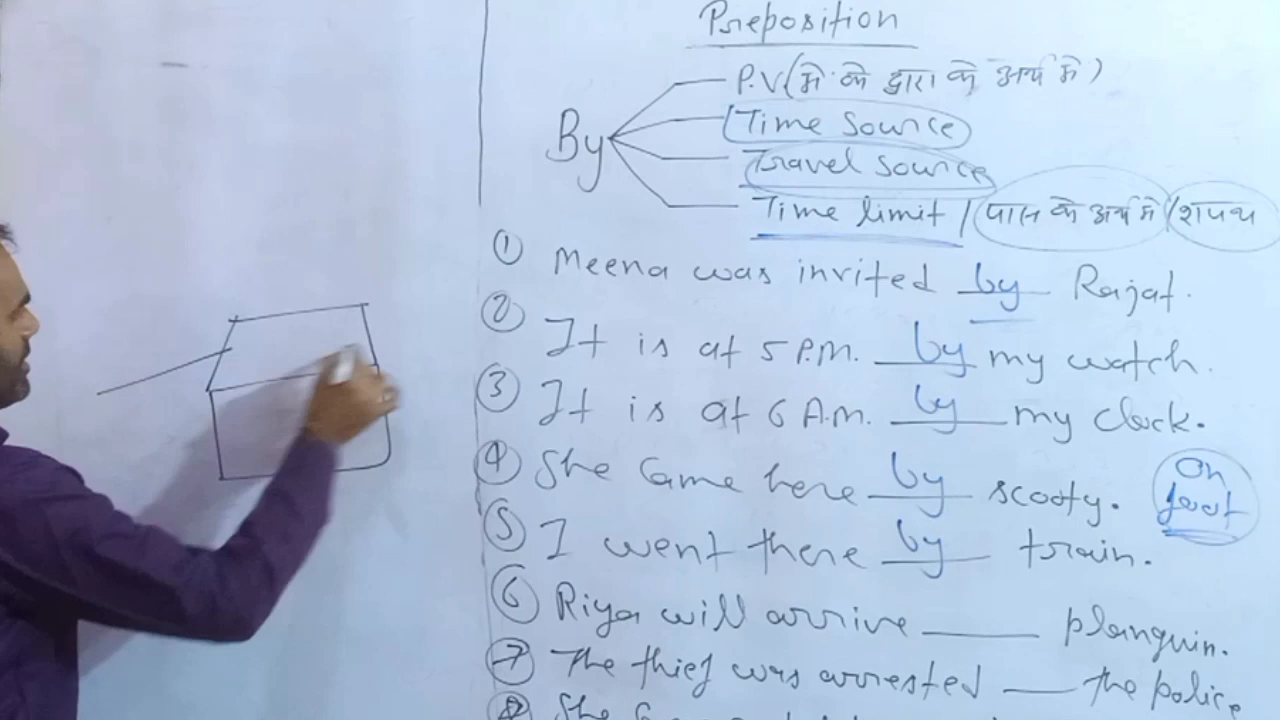 Preposition
P.V (में के द्वारा के अर्थ में)
By
Time Source
Travel Source
Time limit / पास के अर्थ में / शपथ
① Meena was invited by Rajat.
② It is at 5 P.M. by my watch.
③ It is at 6 A.M. by my clock.
④ She Came here by scooty. On foot
⑤ I went there by train.
⑥ Riya will arrive ____ planquin.
⑦ The thief was arrested ____ the police
⑧ She